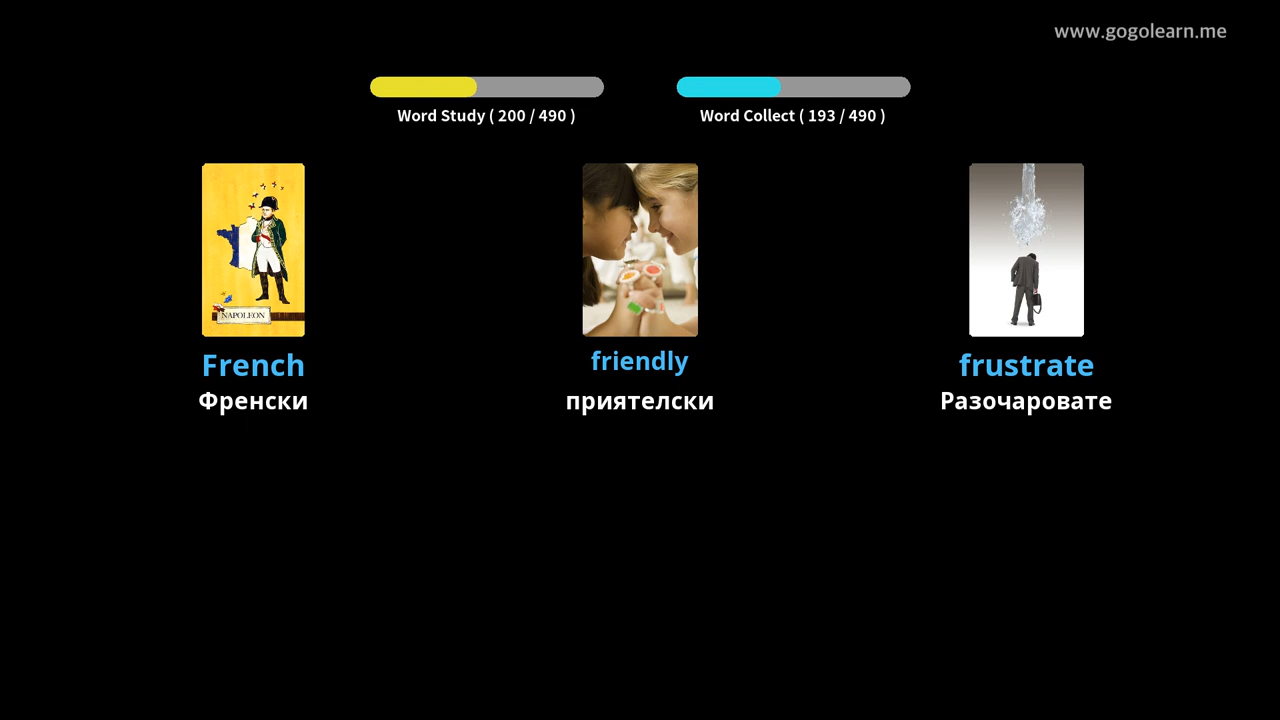 www.gogolearn.me
Word Study ( 200 / 490 )
Word Collect ( 193 / 490 )
NAPOLEON
French
friendly
frustrate
Френски
приятелски
Разочаровате